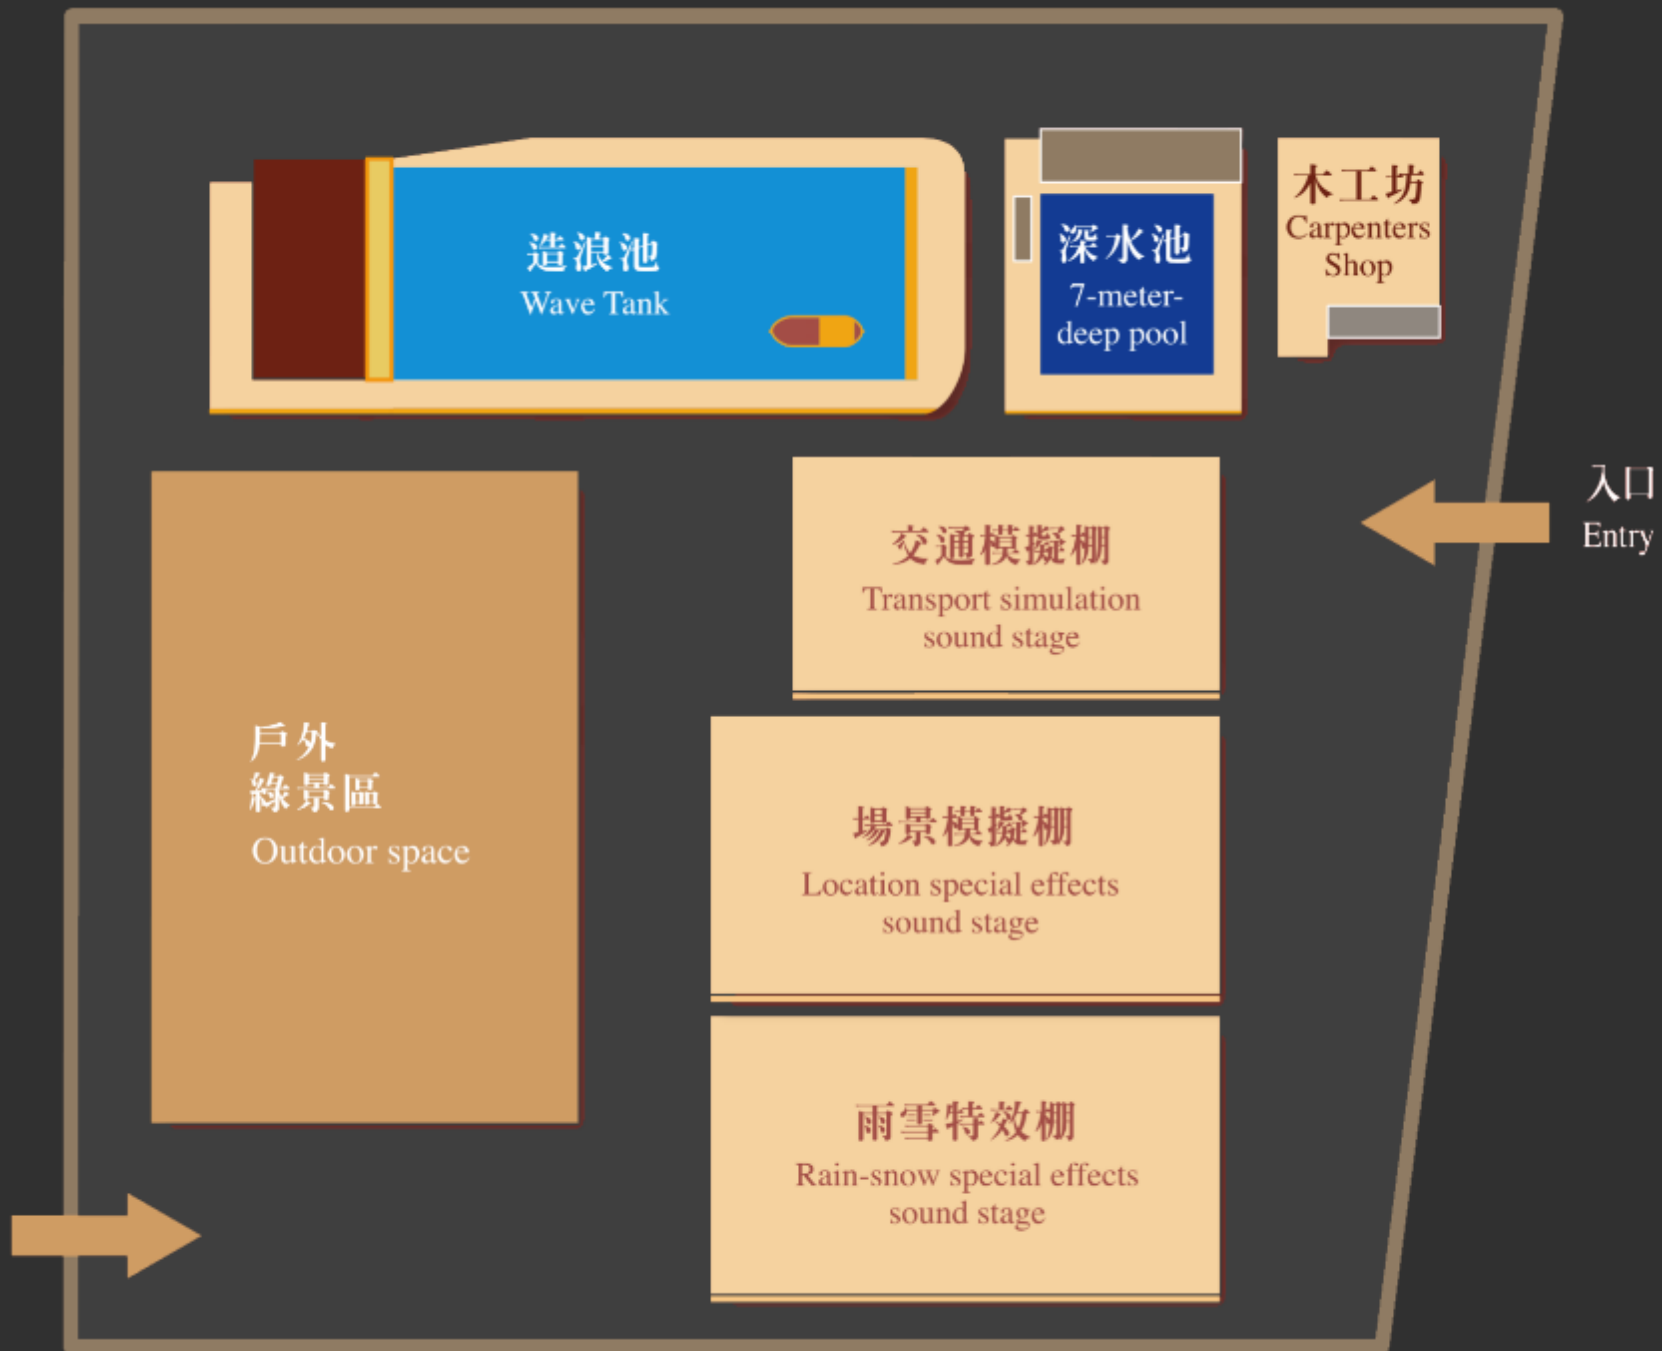 造浪池
Wave Tank
深水池
7-meter-
deep pool
木工坊
Carpenters
Shop
入口
Entry
交通模擬棚
Transport simulation
sound stage
戶外
綠景區
Outdoor space
場景模擬棚
Location special effects
sound stage
雨雪特效棚
Rain-snow special effects
sound stage